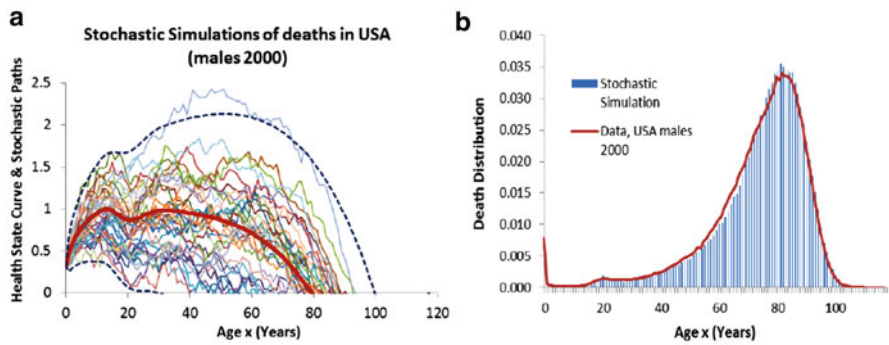 a
Stochastic Simulations of deaths in USA
(males 2000)
Health State Curve & Stochastic Paths
2.5
2
1.5
1
0.5
0
0 20 40 60 80 100 120
Age x (Years)
b
Death Distribution
0.040
0.035
0.030
0.025
0.020
0.015
0.010
0.005
0.000
Stochastic
Simulation
Data, USA males
2000
0 20 40 60 80 100
Age x (Years)